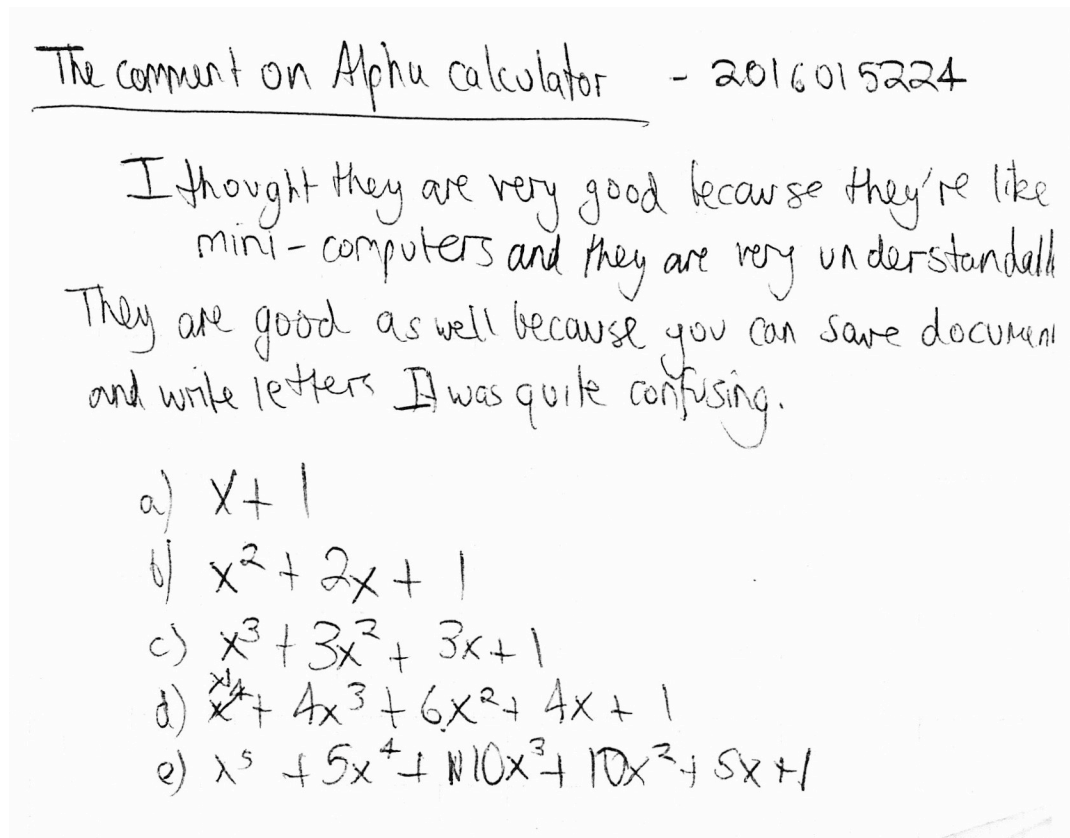 The comment on Alpha calculator - 2016015224
I thought they are very good because they're like
mini-computers and they are very understandabl
They are good as well because you can save document
and write letters It was quite confusing.
a) x+1
b) x² + 2x + 1
c) x³ + 3x² + 3x + 1
d) x⁴ + 4x³ + 6x² + 4x + 1
e) x⁵ + 5x⁴ + 10x³ + 10x² + 5x + 1